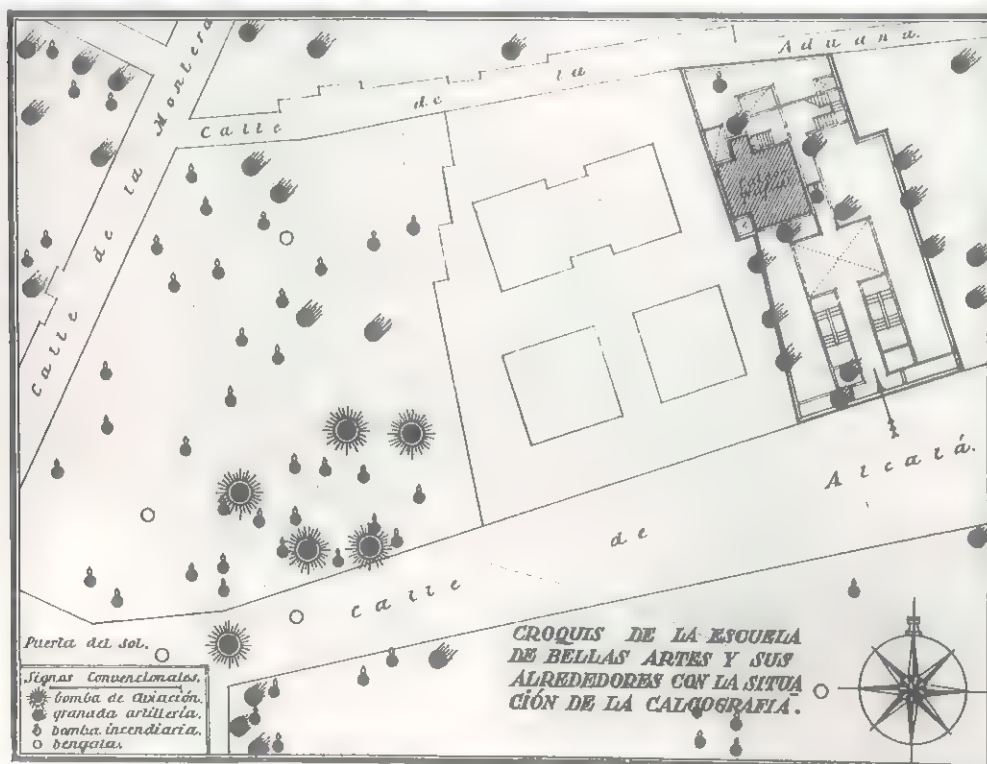 Calle de la Montera
Calle de la Aduana.
Calle de Alcalá.
Puerta del Sol.
CROQUIS DE LA ESCUELA
DE BELLAS ARTES Y SUS
ALREDEDORES CON LA SITUA
CIÓN DE LA CALCOGRAFIA.
Signos Convencionales.
bomba de aviación.
granada artillería.
bomba incendiaria.
bengala.
N